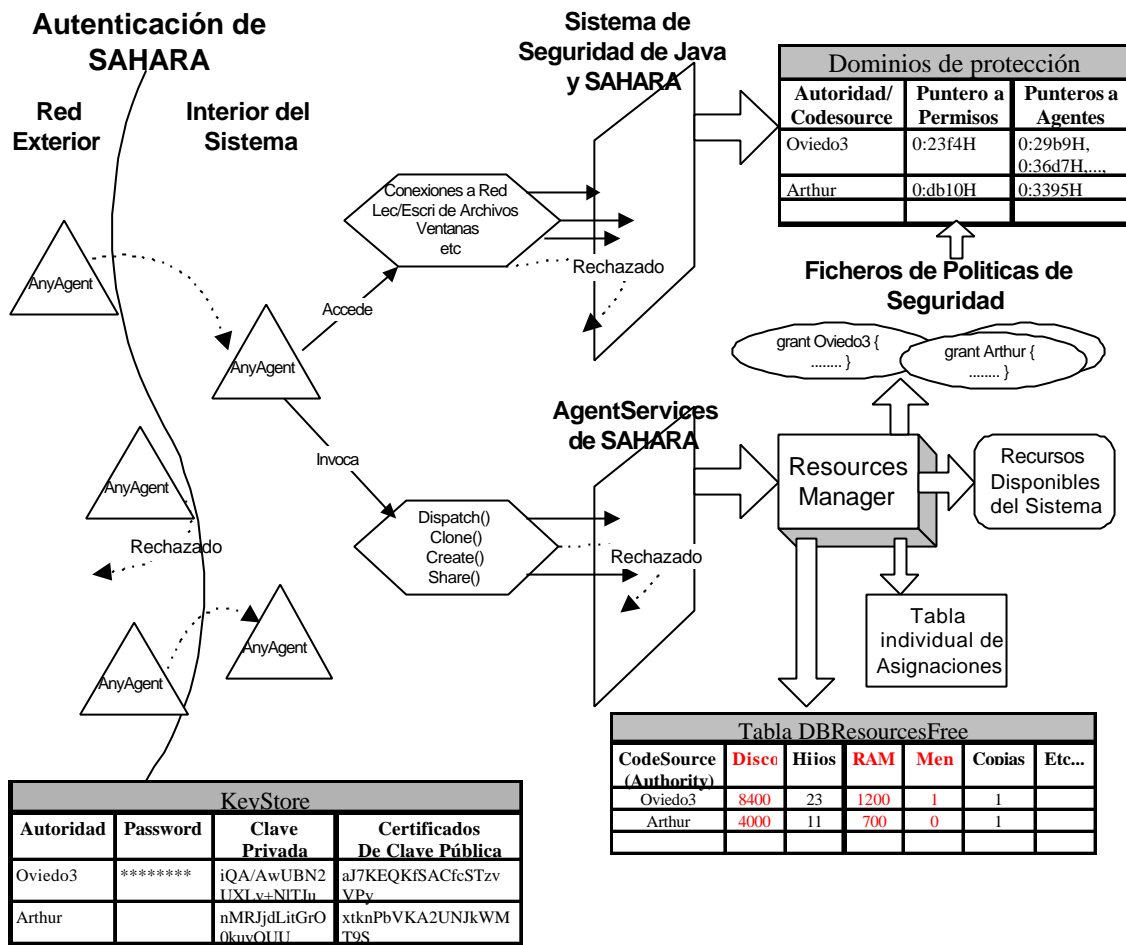 Autenticación de
SAHARA
Red
Exterior
Interior del
Sistema
Sistema de
Seguridad de Java
y SAHARA
Dominios de protección
Autoridad/
Codesource
Puntero a
Permisos
Punteros a
Agentes
Oviedo3
0:23f4H
0:29b9H,
0:36d7H,...,
Arthur
0:db10H
0:3395H
Conexiones a Red
Lec/Escri de Archivos
Ventanas
etc
Rechazado
AnyAgent
Accede
AnyAgent
Ficheros de Politicas de
Seguridad
grant Oviedo3 {
........ }
grant Arthur {
........ }
AgentServices
de SAHARA
Invoca
AnyAgent
Rechazado
Dispatch()
Clone()
Create()
Share()
Rechazado
Resources
Manager
Recursos
Disponibles
del Sistema
Tabla
individual de
Asignaciones
AnyAgent
AnyAgent
Tabla DBResourcesFree
CodeSource
(Authority)
Disco
Hijos
RAM
Men
Copias
Etc...
Oviedo3
8400
23
1200
1
1
Arthur
4000
11
700
0
1
KeyStore
Autoridad
Password
Clave
Privada
Certificados
De Clave Pública
Oviedo3
********
iQA/AwUBN2
UXLv+NlTJu
aJ7KEQKfSACfcSTzv
VPy
Arthur
nMRJjdLitGrO
0kuvOUU
xtknPbVKA2UNJkWM
T9S